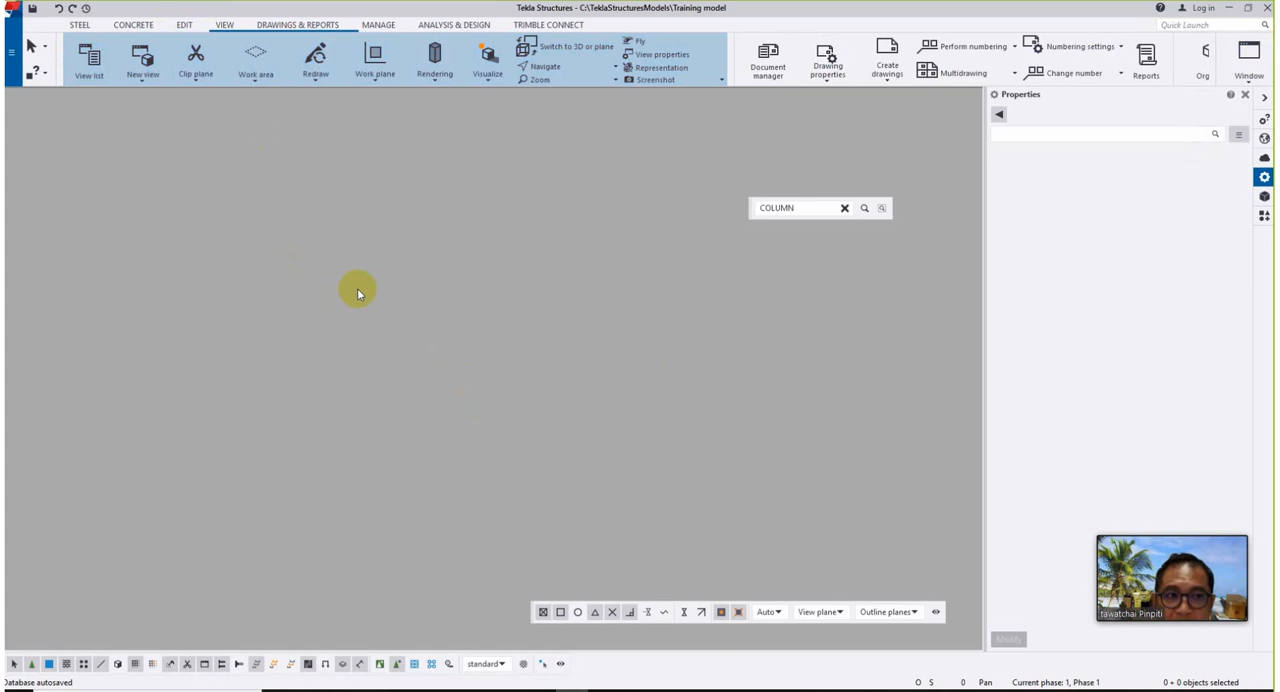 Tekla Structures - C:\TeklaStructuresModels\Training model
Log in
STEEL CONCRETE EDIT VIEW DRAWINGS & REPORTS MANAGE ANALYSIS & DESIGN TRIMBLE CONNECT
Quick Launch
View list
New view
Clip plane
Work area
Redraw
Work plane
Rendering
Visualize
Switch to 3D or plane
Navigate
Zoom
Fly
View properties
Representation
Screenshot
Document manager
Drawing properties
Create drawings
Perform numbering
Multidrawing
Numbering settings
Change number
Reports
Org
Window
Properties
COLUMN
tawatchai Pinpiti
Auto
View plane
Outline planes
Modify
standard
Database autosaved
O S 0 Pan Current phase: 1, Phase 1 0 + 0 objects selected